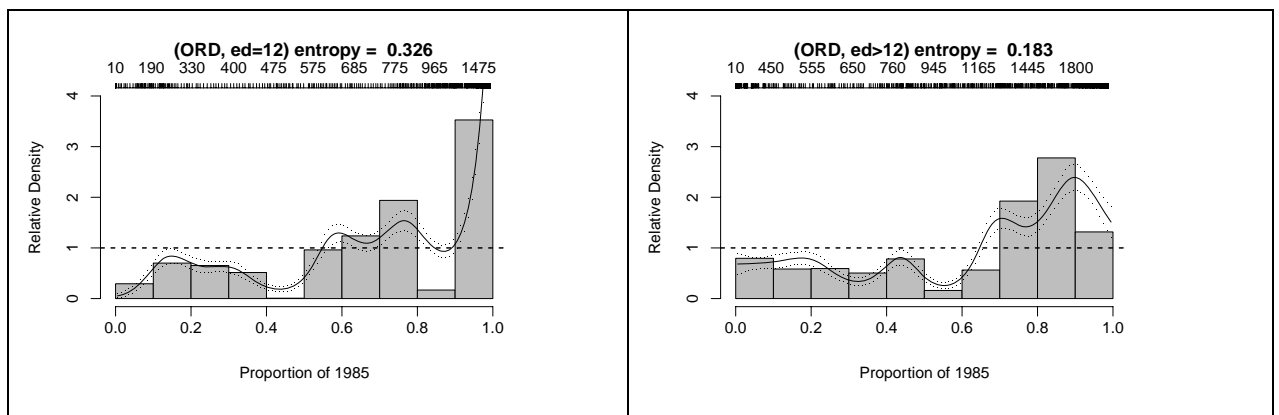 (ORD, ed=12) entropy = 0.326
10 190 330 400 475 575 685 775 965 1475
4
3
2
1
0
Relative Density
0.0 0.2 0.4 0.6 0.8 1.0
Proportion of 1985
(ORD, ed>12) entropy = 0.183
10 450 555 650 760 945 1165 1445 1800
4
3
2
1
0
Relative Density
0.0 0.2 0.4 0.6 0.8 1.0
Proportion of 1985